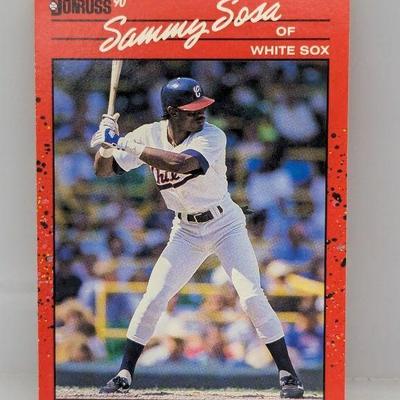 DONRUSS '90
Sammy Sosa
OF
WHITE SOX